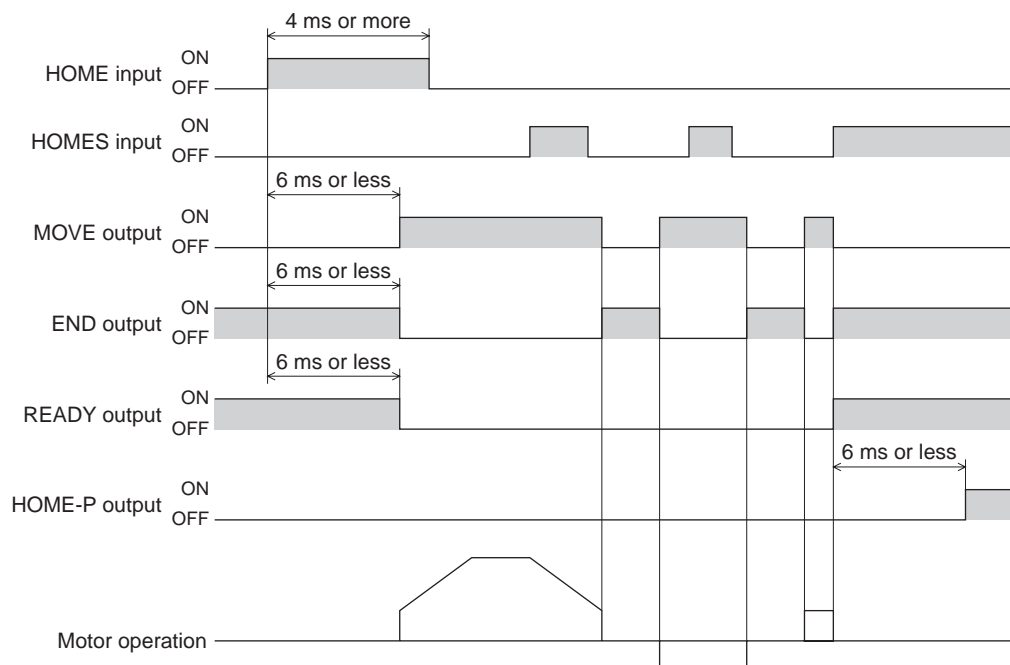 4 ms or more
HOME input ON
OFF
HOMES input ON
OFF
6 ms or less
MOVE output ON
OFF
6 ms or less
END output ON
OFF
6 ms or less
READY output ON
OFF
6 ms or less
HOME-P output ON
OFF
Motor operation